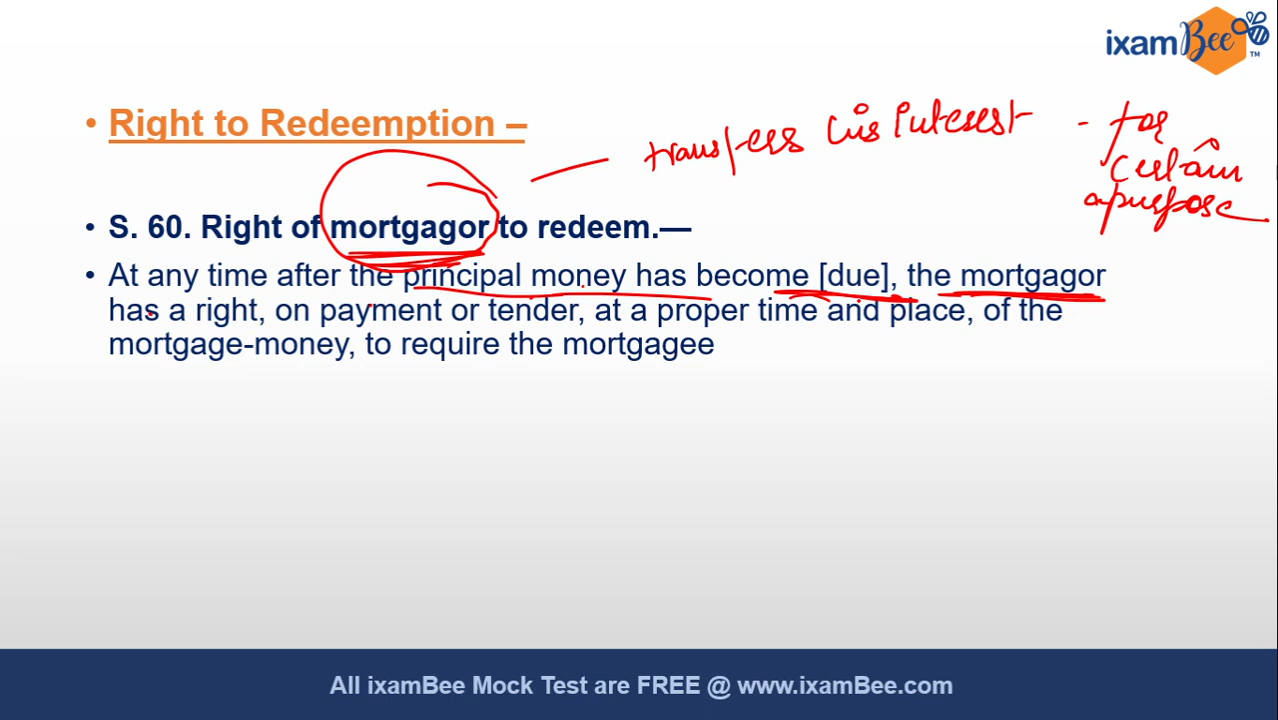 ixamBee
TM
• Right to Redeemption –
transfers his interest - for
certain
purpose
• S. 60. Right of mortgagor to redeem.—
• At any time after the principal money has become [due], the mortgagor
has a right, on payment or tender, at a proper time and place, of the
mortgage-money, to require the mortgagee
All ixamBee Mock Test are FREE @ www.ixamBee.com